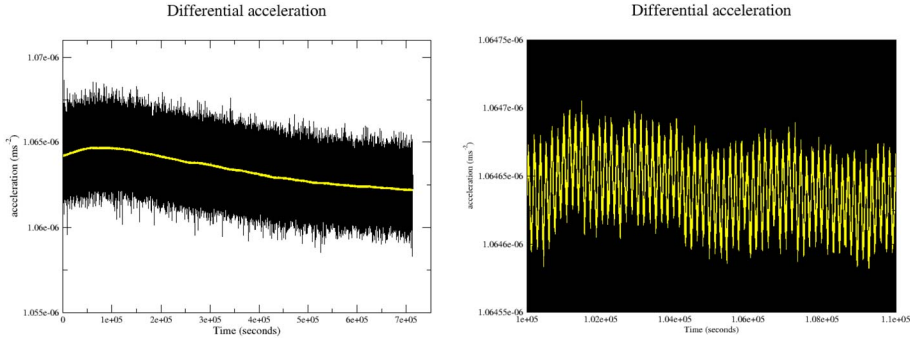 Differential acceleration
1.07e-06
1.065e-06
1.06e-06
1.055e-06
acceleration (ms⁻²)
0 1e+05 2e+05 3e+05 4e+05 5e+05 6e+05 7e+05
Time (seconds)
Differential acceleration
1.06475e-06
1.0647e-06
1.06465e-06
1.0646e-06
1.06455e-06
acceleration (ms⁻²)
1e+05 1.02e+05 1.04e+05 1.06e+05 1.08e+05 1.1e+05
Time (seconds)